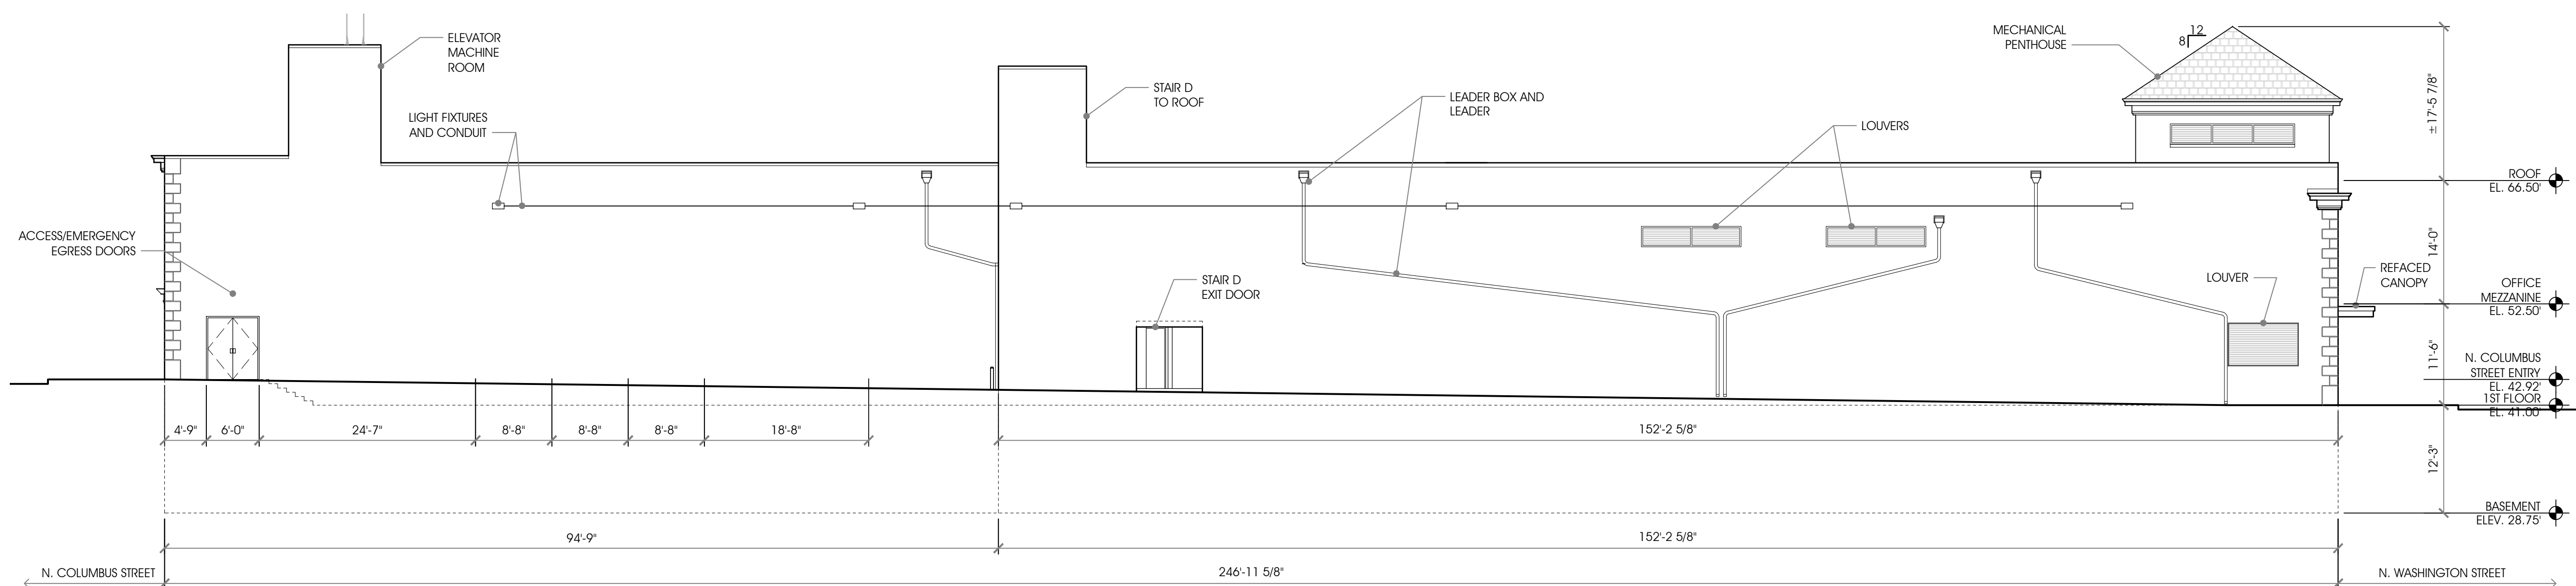 ELEVATOR
MACHINE
ROOM
MECHANICAL
PENTHOUSE
12
8
STAIR D
TO ROOF
LEADER BOX AND
LEADER
LIGHT FIXTURES
AND CONDUIT
LOUVERS
±17'-5 7/8"
ROOF
EL. 66.50'
ACCESS/EMERGENCY
EGRESS DOORS
14'-0"
STAIR D
EXIT DOOR
LOUVER
REFACED
CANOPY
OFFICE
MEZZANINE
EL. 52.50'
11'-6"
N. COLUMBUS
STREET ENTRY
EL. 42.92'
1ST FLOOR
EL. 41.00'
4'-9"
6'-0"
24'-7"
8'-8"
8'-8"
8'-8"
18'-8"
152'-2 5/8"
12'-3"
BASEMENT
ELEV. 28.75'
94'-9"
152'-2 5/8"
N. COLUMBUS STREET
246'-11 5/8"
N. WASHINGTON STREET